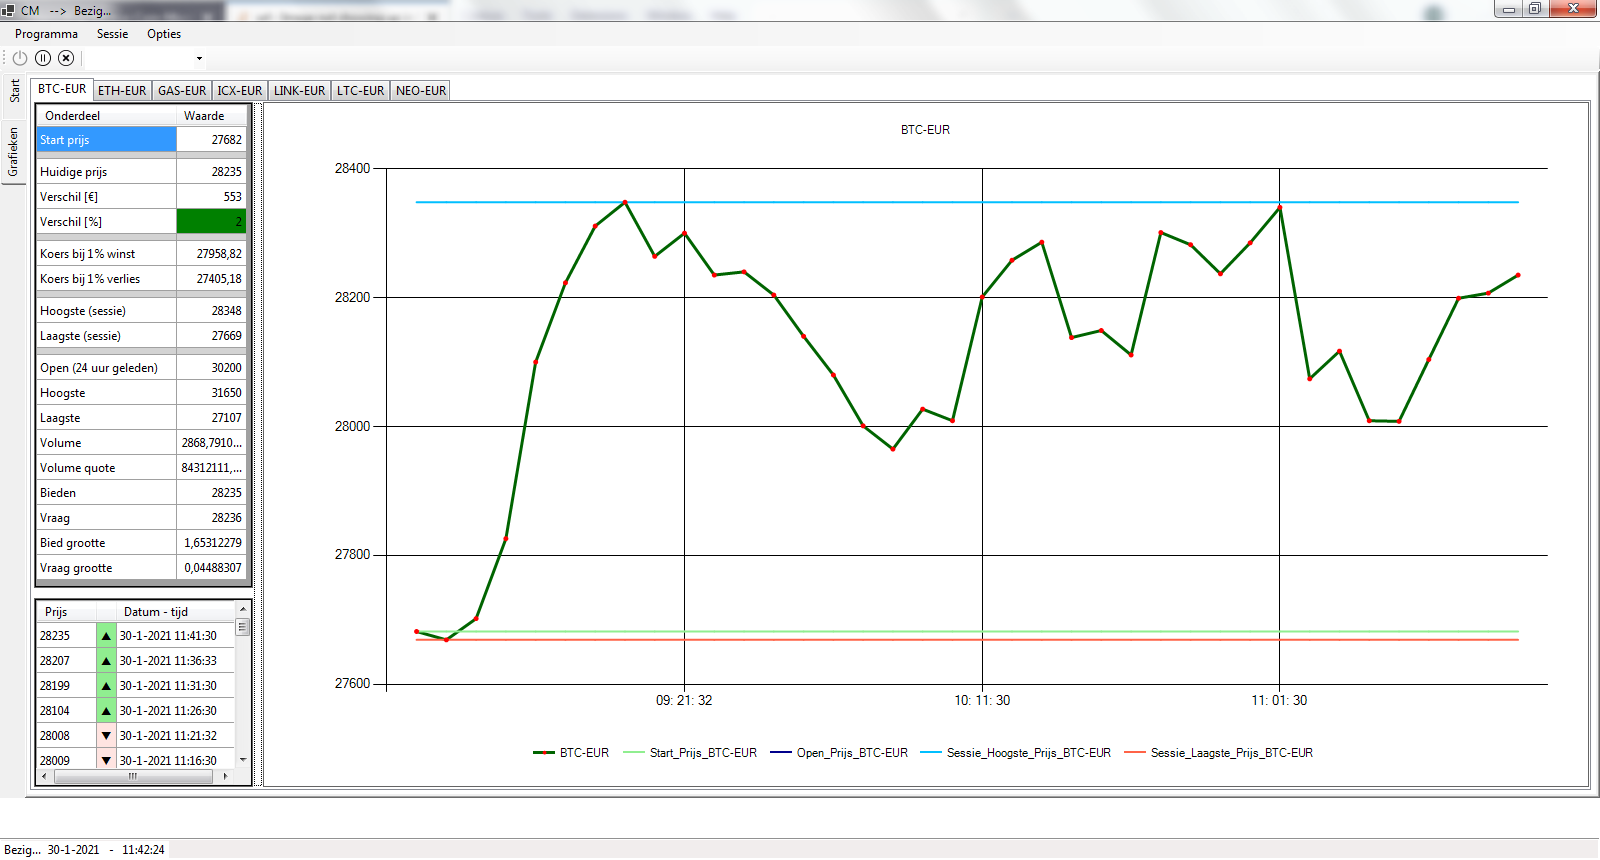 CM --> Bezig...
Programma Sessie Opties
Start
Grafieken
BTC-EUR ETH-EUR GAS-EUR ICX-EUR LINK-EUR LTC-EUR NEO-EUR
Onderdeel Waarde
Start prijs 27682
Huidige prijs 28235
Verschil [€] 553
Verschil [%] 2
Koers bij 1% winst 27958,82
Koers bij 1% verlies 27405,18
Hoogste (sessie) 28348
Laagste (sessie) 27669
Open (24 uur geleden) 30200
Hoogste 31650
Laagste 27107
Volume 2868,7910...
Volume quote 84312111,...
Bieden 28235
Vraag 28236
Bied grootte 1,65312279
Vraag grootte 0,04488307
Prijs Datum - tijd
28235 ▲ 30-1-2021 11:41:30
28207 ▲ 30-1-2021 11:36:33
28199 ▲ 30-1-2021 11:31:30
28104 ▲ 30-1-2021 11:26:30
28008 ▼ 30-1-2021 11:21:32
28009 ▼ 30-1-2021 11:16:30
BTC-EUR
28400
28200
28000
27800
27600
09: 21: 32 10: 11: 30 11: 01: 30
BTC-EUR Start_Prijs_BTC-EUR Open_Prijs_BTC-EUR Sessie_Hoogste_Prijs_BTC-EUR Sessie_Laagste_Prijs_BTC-EUR
Bezig... 30-1-2021 - 11:42:24